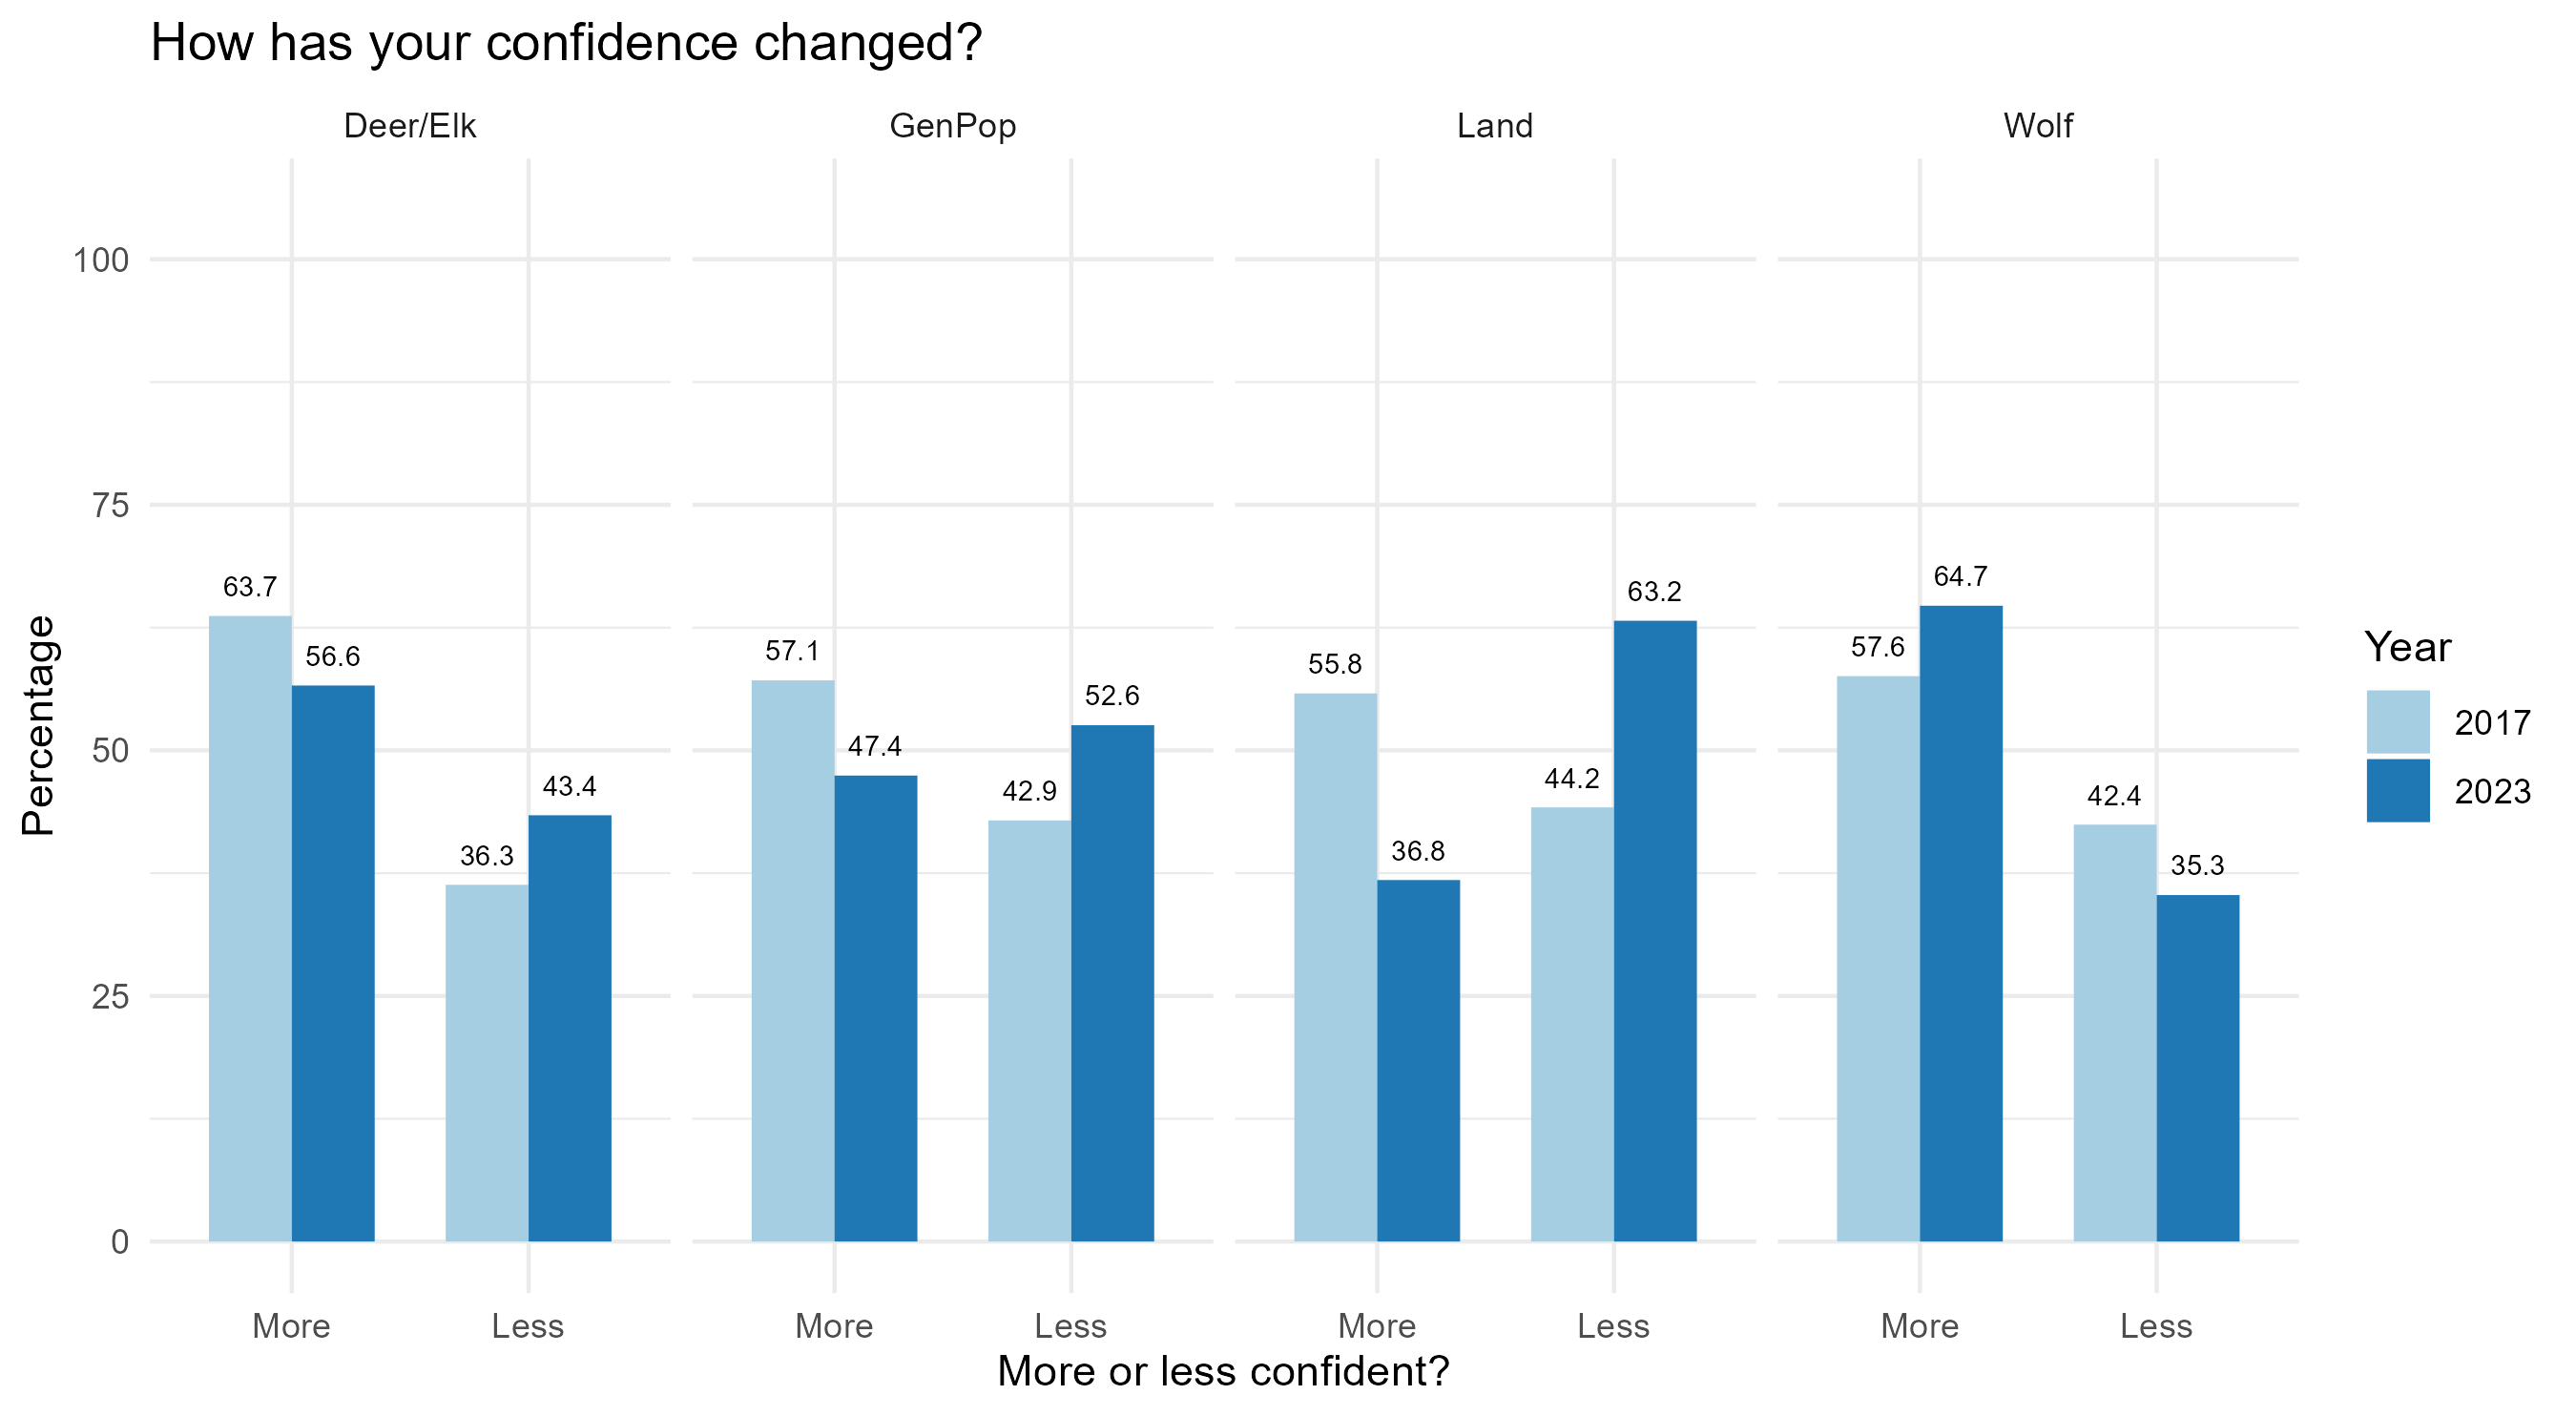 How has your confidence changed?
Deer/Elk
GenPop
Land
Wolf
100
75
50
25
0
Percentage
63.7
56.6
36.3
43.4
57.1
47.4
42.9
52.6
55.8
36.8
44.2
63.2
57.6
64.7
42.4
35.3
More
Less
More
Less
More
Less
More
Less
More or less confident?
Year
2017
2023